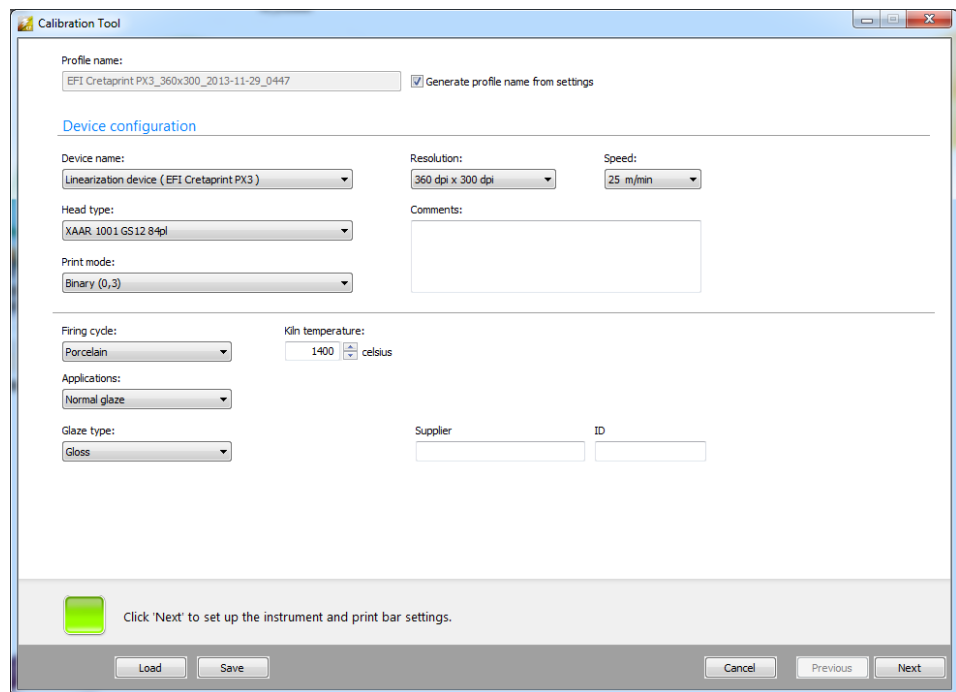 Calibration Tool
Profile name:
EFI Cretaprint PX3_360x300_2013-11-29_0447
Generate profile name from settings
Device configuration
Device name:
Resolution:
Speed:
Linearization device ( EFI Cretaprint PX3 )
360 dpi x 300 dpi
25 m/min
Head type:
Comments:
XAAR 1001 GS12 84pl
Print mode:
Binary (0,3)
Firing cycle:
Kiln temperature:
Porcelain
1400
celsius
Applications:
Normal glaze
Glaze type:
Supplier
ID
Gloss
Click 'Next' to set up the instrument and print bar settings.
Load
Save
Cancel
Previous
Next